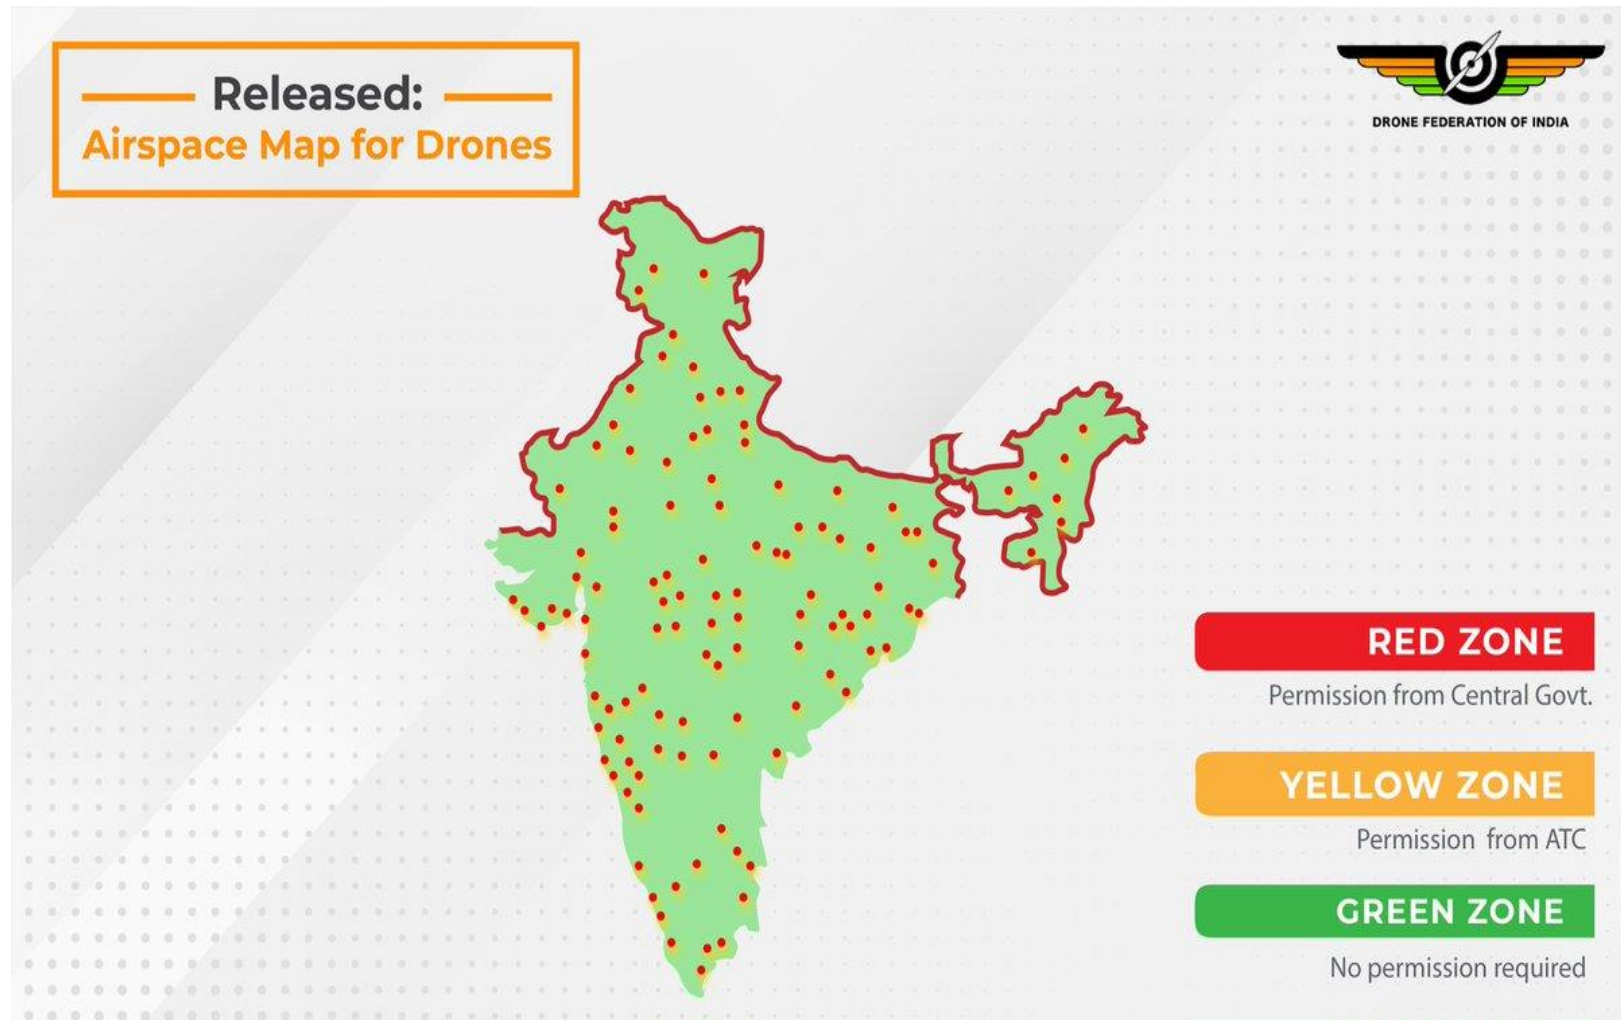 Released:
Airspace Map for Drones
DRONE FEDERATION OF INDIA
RED ZONE
Permission from Central Govt.
YELLOW ZONE
Permission from ATC
GREEN ZONE
No permission required